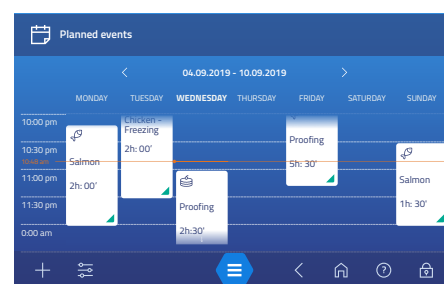 Planned events
04.09.2019 - 10.09.2019
MONDAY TUESDAY WEDNESDAY THURSDAY FRIDAY SATURDAY SUNDAY
10:00 pm
Chicken -
Freezing
Proofing
10:30 pm
2h: 00'
Salmon
5h: 30'
11:00 pm
Salmon
2h: 00'
11:30 pm
Proofing
1h: 30'
0:00 am
2h:30'